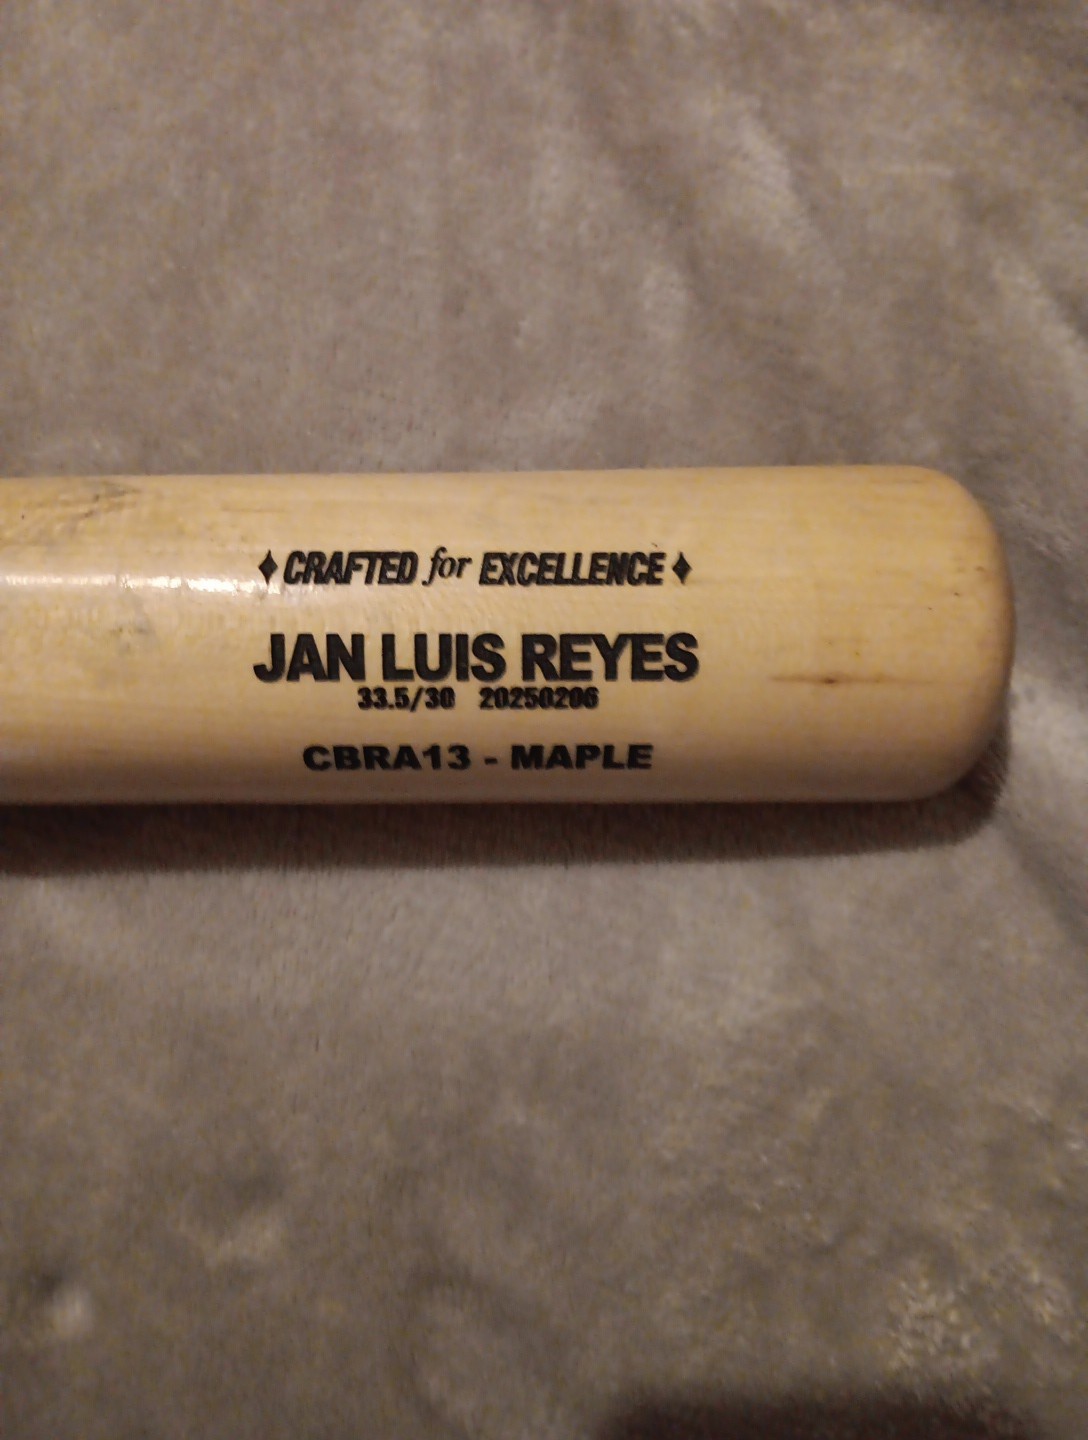 ♦ CRAFTED for EXCELLENCE ♦
JAN LUIS REYES
33.5/30 20250206
CBRA13 - MAPLE